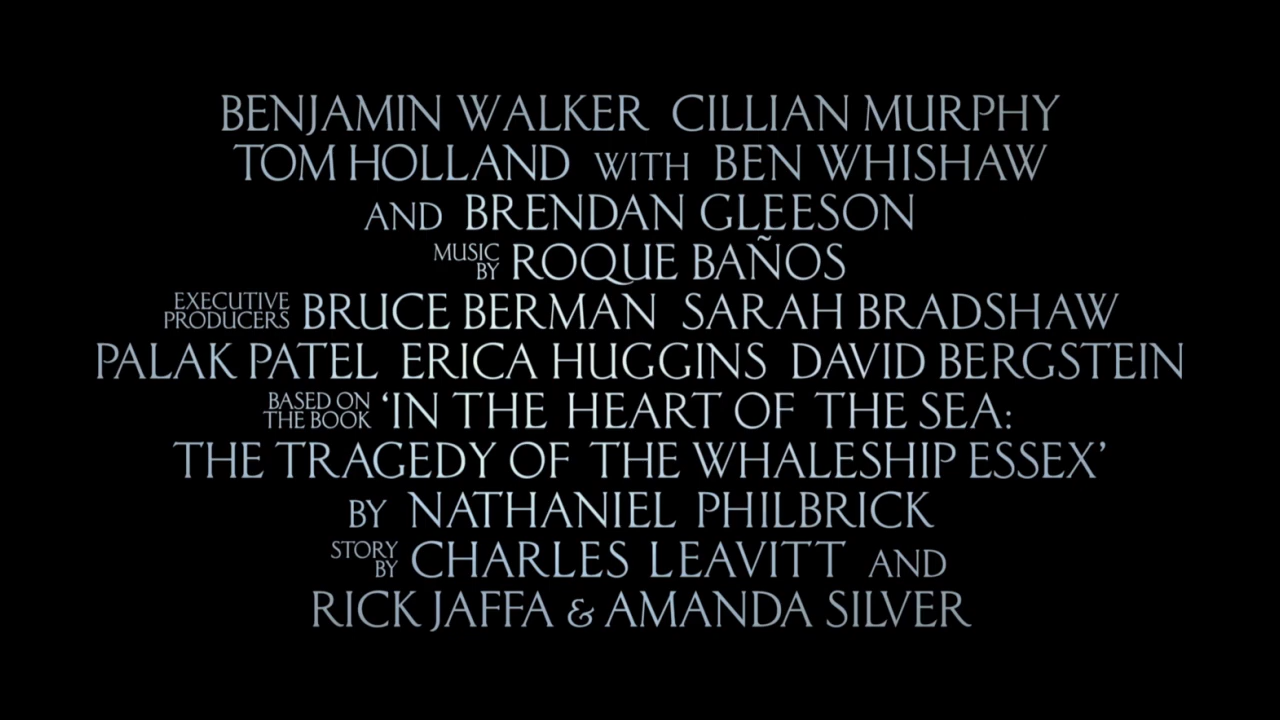 BENJAMIN WALKER CILLIAN MURPHY
TOM HOLLAND WITH BEN WHISHAW
AND BRENDAN GLEESON
MUSIC BY ROQUE BAÑOS
EXECUTIVE PRODUCERS BRUCE BERMAN SARAH BRADSHAW
PALAK PATEL ERICA HUGGINS DAVID BERGSTEIN
BASED ON THE BOOK ‘IN THE HEART OF THE SEA:
THE TRAGEDY OF THE WHALESHIP ESSEX’
BY NATHANIEL PHILBRICK
STORY BY CHARLES LEAVITT AND
RICK JAFFA & AMANDA SILVER